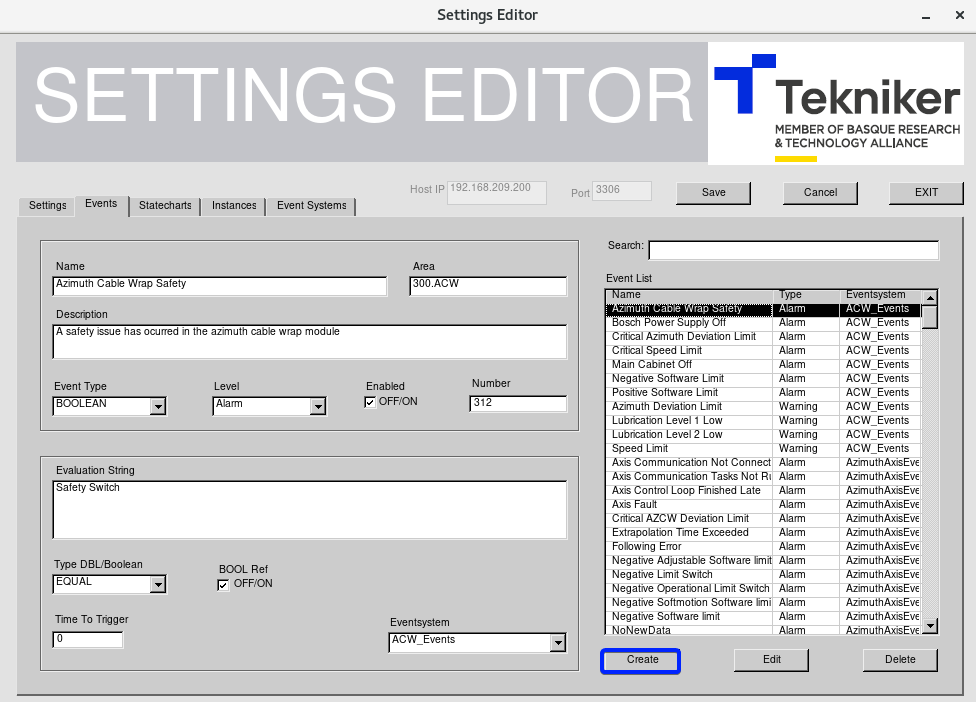 Settings Editor
SETTINGS EDITOR
Tekniker
MEMBER OF BASQUE RESEARCH
& TECHNOLOGY ALLIANCE
Host IP 192.168.209.200 Port 3306 Save Cancel EXIT
Settings Events Statecharts Instances Event Systems
Name Area
Azimuth Cable Wrap Safety 300.ACW
Description
A safety issue has ocurred in the azimuth cable wrap module
Event Type Level Enabled Number
BOOLEAN Alarm OFF/ON 312
Evaluation String
Safety Switch
Type DBL/Boolean BOOL Ref
EQUAL OFF/ON
Time To Trigger Eventsystem
0 ACW_Events
Search:
Event List
Name Type Eventsystem
Azimuth Cable Wrap Safety Alarm ACW_Events
Bosch Power Supply Off Alarm ACW_Events
Critical Azimuth Deviation Limit Alarm ACW_Events
Critical Speed Limit Alarm ACW_Events
Main Cabinet Off Alarm ACW_Events
Negative Software Limit Alarm ACW_Events
Positive Software Limit Alarm ACW_Events
Azimuth Deviation Limit Warning ACW_Events
Lubrication Level 1 Low Warning ACW_Events
Lubrication Level 2 Low Warning ACW_Events
Speed Limit Warning ACW_Events
Axis Communication Not Connect Alarm AzimuthAxisEve
Axis Communication Tasks Not Ru Alarm AzimuthAxisEve
Axis Control Loop Finished Late Alarm AzimuthAxisEve
Axis Fault Alarm AzimuthAxisEve
Critical AZCW Deviation Limit Alarm AzimuthAxisEve
Extrapolation Time Exceeded Alarm AzimuthAxisEve
Following Error Alarm AzimuthAxisEve
Negative Adjustable Software limit Alarm AzimuthAxisEve
Negative Limit Switch Alarm AzimuthAxisEve
Negative Operational Limit Switch Alarm AzimuthAxisEve
Negative Softmotion Software limi Alarm AzimuthAxisEve
Negative Software limit Alarm AzimuthAxisEve
NoNewData Alarm AzimuthAxisEve
Create Edit Delete